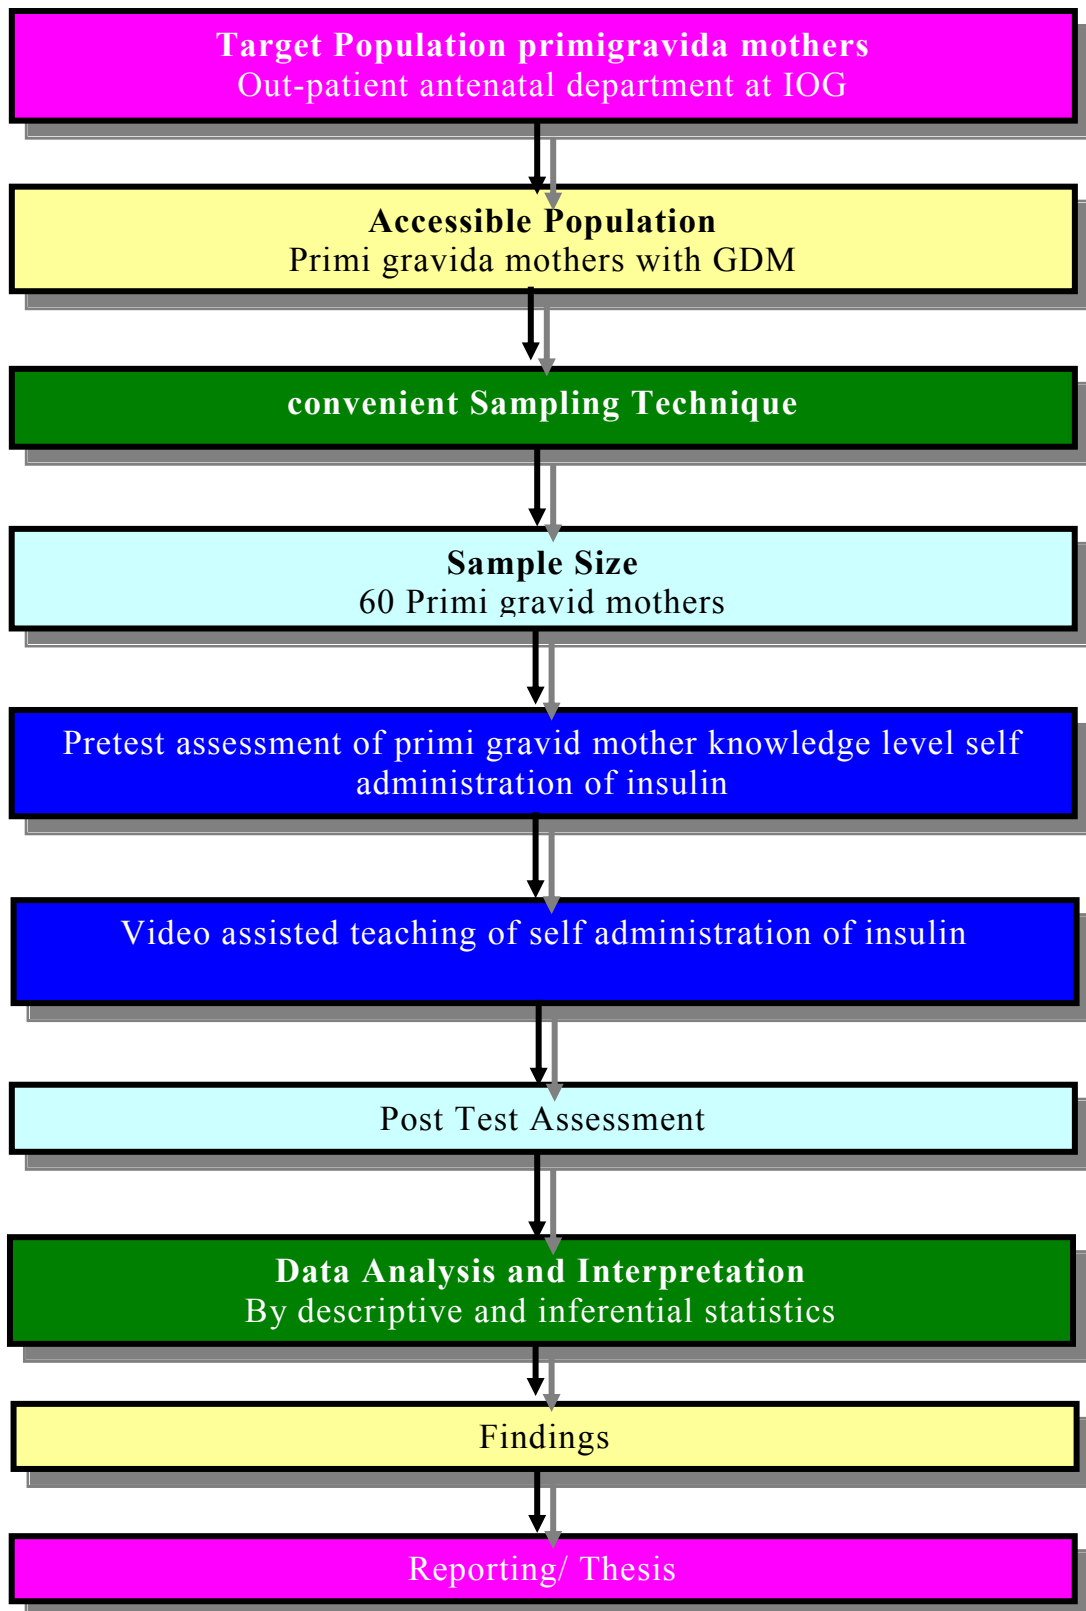 Target Population primigravida mothers
Out-patient antenatal department at IOG
Accessible Population
Primi gravida mothers with GDM
convenient Sampling Technique
Sample Size
60 Primi gravid mothers
Pretest assessment of primi gravid mother knowledge level self
administration of insulin
Video assisted teaching of self administration of insulin
Post Test Assessment
Data Analysis and Interpretation
By descriptive and inferential statistics
Findings
Reporting/ Thesis